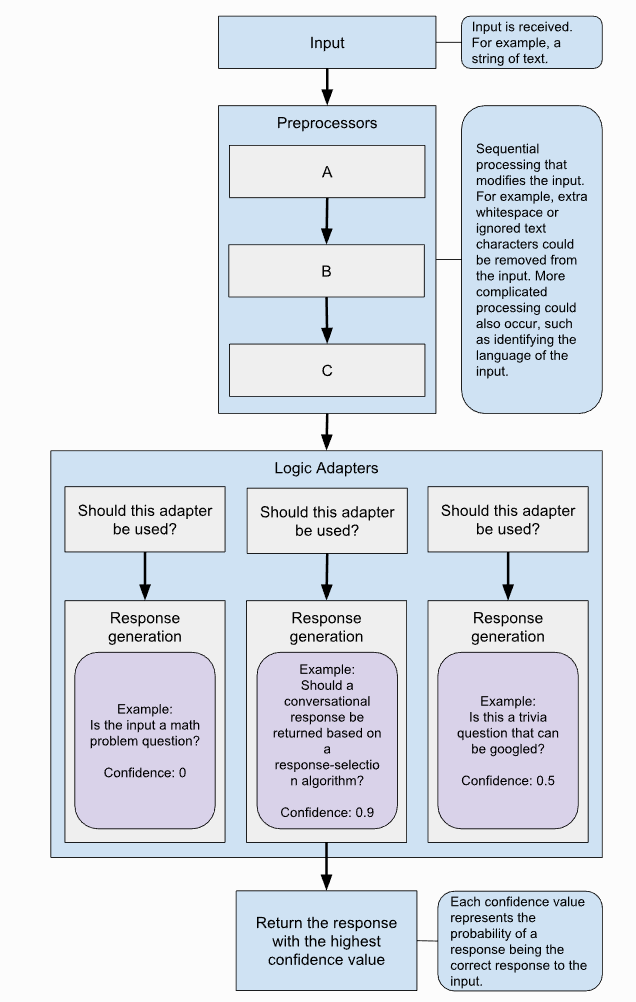 Input
Input is received.
For example, a
string of text.
Preprocessors
A
B
C
Sequential
processing that
modifies the input.
For example, extra
whitespace or
ignored text
characters could
be removed from
the input. More
complicated
processing could
also occur, such
as identifying the
language of the
input.
Logic Adapters
Should this adapter
be used?
Should this adapter
be used?
Should this adapter
be used?
Response
generation
Example:
Is the input a math
problem question?
Confidence: 0
Response
generation
Example:
Should a
conversational
response be
returned based on
a
response-selectio
n algorithm?
Confidence: 0.9
Response
generation
Example:
Is this a trivia
question that can
be googled?
Confidence: 0.5
Return the response
with the highest
confidence value
Each confidence value
represents the
probability of a
response being the
correct response to the
input.